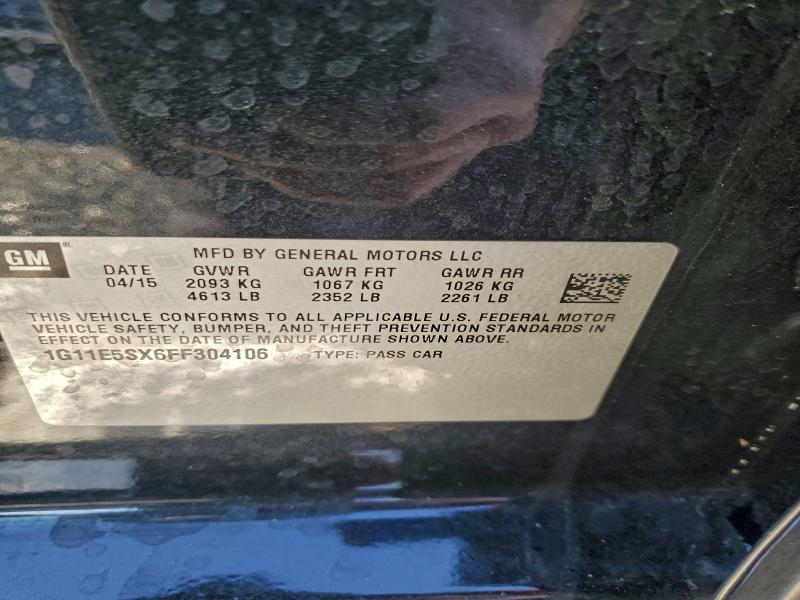 GM
MFD BY GENERAL MOTORS LLC
DATE GVWR GAWR FRT GAWR RR
04/15 2093 KG 1067 KG 1026 KG
4613 LB 2352 LB 2261 LB
THIS VEHICLE CONFORMS TO ALL APPLICABLE U.S. FEDERAL MOTOR
VEHICLE SAFETY, BUMPER, AND THEFT PREVENTION STANDARDS IN
EFFECT ON THE DATE OF MANUFACTURE SHOWN ABOVE.
1G11E5SX6FF304106 TYPE: PASS CAR